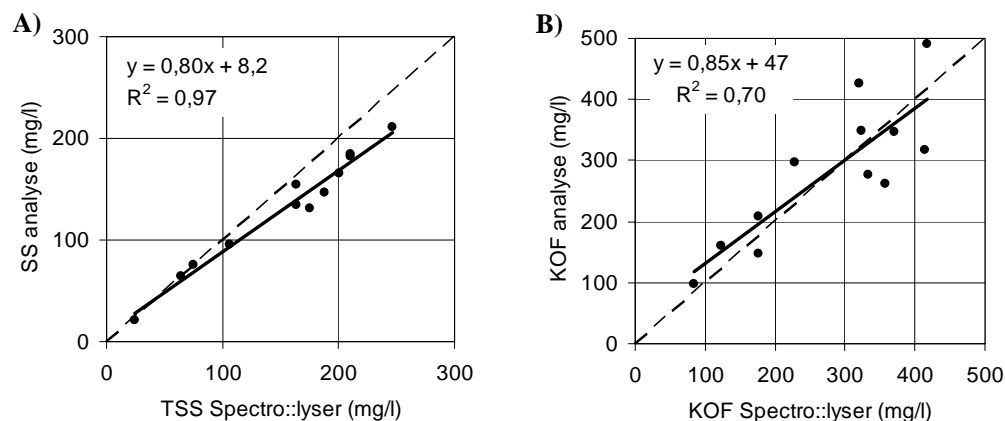 A)
300
200
100
0
y = 0,80x + 8,2
R² = 0,97
SS analyse (mg/l)
0 100 200 300
TSS Spectro::lyser (mg/l)
B)
500
400
300
200
100
0
y = 0,85x + 47
R² = 0,70
KOF analyse (mg/l)
0 100 200 300 400 500
KOF Spectro::lyser (mg/l)